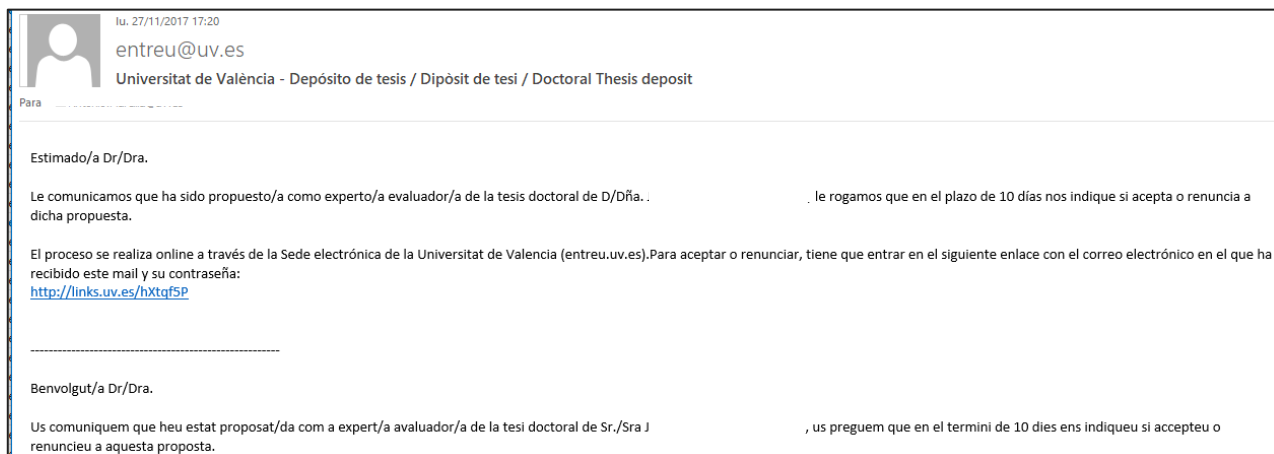 lu. 27/11/2017 17:20
entreu@uv.es
Universitat de València - Depósito de tesis / Dipòsit de tesi / Doctoral Thesis deposit
Para
Estimado/a Dr/Dra.
Le comunicamos que ha sido propuesto/a como experto/a evaluador/a de la tesis doctoral de D/Dña. le rogamos que en el plazo de 10 días nos indique si acepta o renuncia a
dicha propuesta.
El proceso se realiza online a través de la Sede electrónica de la Universitat de Valencia (entreu.uv.es).Para aceptar o renunciar, tiene que entrar en el siguiente enlace con el correo electrónico en el que ha
recibido este mail y su contraseña:
http://links.uv.es/hXtqf5P
-------------------------------------------------------
Benvolgut/a Dr/Dra.
Us comuniquem que heu estat proposat/da com a expert/a avaluador/a de la tesi doctoral de Sr./Sra J , us preguem que en el termini de 10 dies ens indiqueu si accepteu o
renuncieu a aquesta proposta.